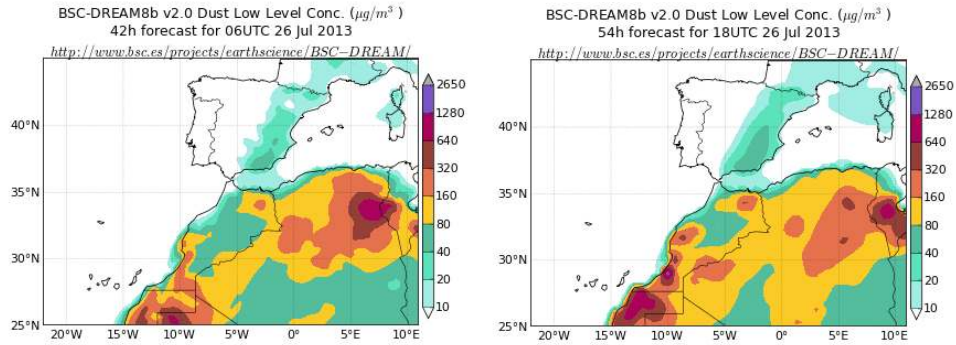 BSC-DREAM8b v2.0 Dust Low Level Conc. (μg/m³ )
42h forecast for 06UTC 26 Jul 2013
http://www.bsc.es/projects/earthscience/BSC−DREAM/
2650
1280
640
320
160
80
40
20
10
40°N
35°N
30°N
25°N
20°W
15°W
10°W
5°W
0°E
5°E
10°E
BSC-DREAM8b v2.0 Dust Low Level Conc. (μg/m³ )
54h forecast for 18UTC 26 Jul 2013
http://www.bsc.es/projects/earthscience/BSC−DREAM/
2650
1280
640
320
160
80
40
20
10
40°N
35°N
30°N
25°N
20°W
15°W
10°W
5°W
0°E
5°E
10°E